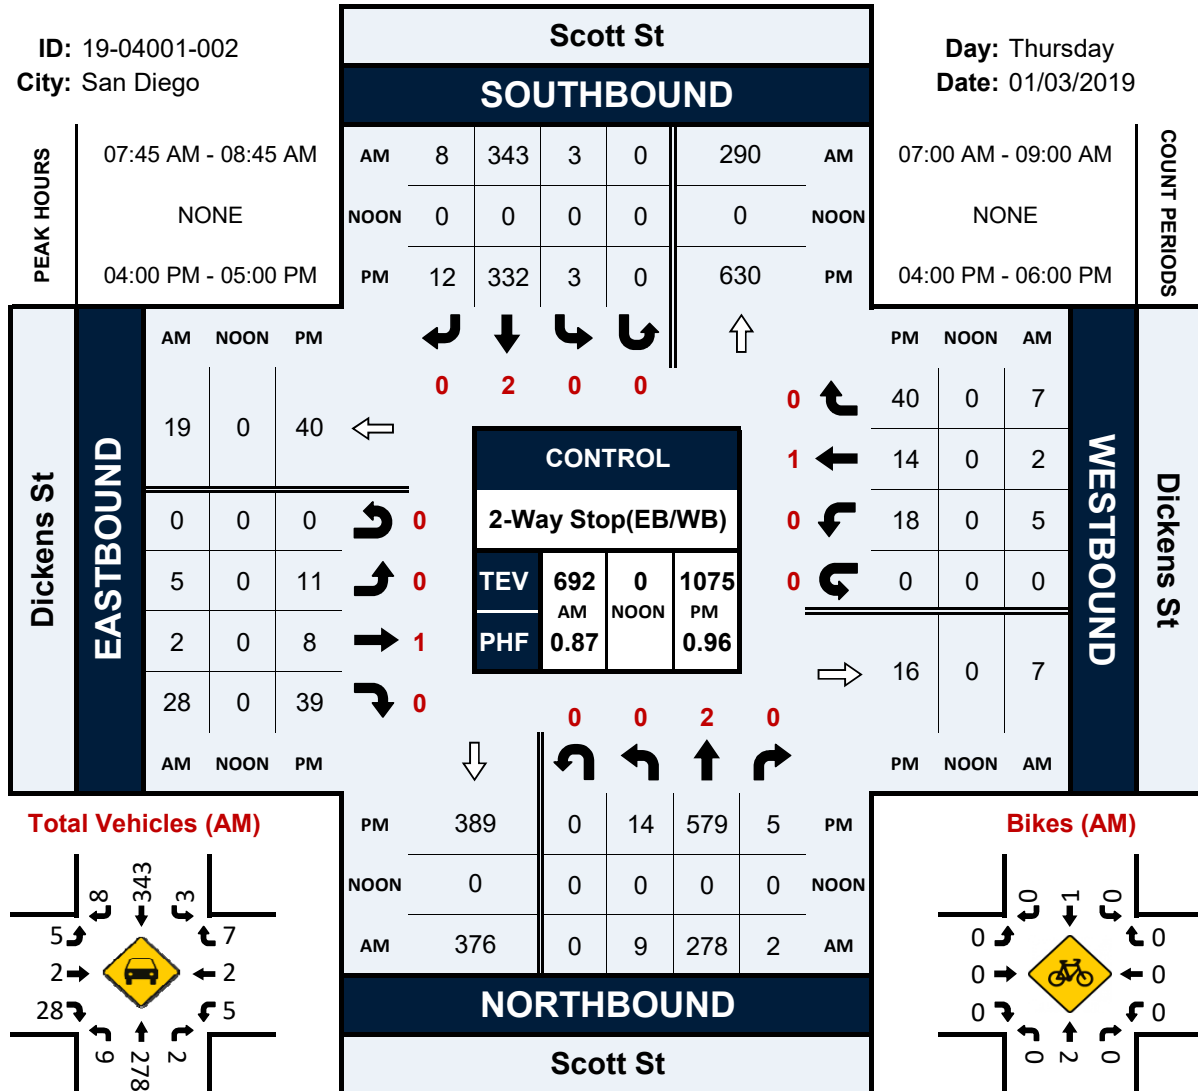 ID: 19-04001-002
City: San Diego
Day: Thursday
Date: 01/03/2019
Scott St
SOUTHBOUND
PEAK HOURS
07:45 AM - 08:45 AM
NONE
04:00 PM - 05:00 PM
AM 8 343 3 0 290 AM
NOON 0 0 0 0 0 NOON
PM 12 332 3 0 630 PM
07:00 AM - 09:00 AM
NONE
04:00 PM - 06:00 PM
COUNT PERIODS
0 2 0 0
Dickens St
EASTBOUND
AM NOON PM
19 0 40
0 0 0 0
5 0 11 0
2 0 8 1
28 0 39 0
AM NOON PM
CONTROL
2-Way Stop(EB/WB)
TEV 692 0 1075
AM NOON PM
PHF 0.87 0.96
PM NOON AM
0 40 0 7
1 14 0 2
0 18 0 5
0 0 0 0
16 0 7
PM NOON AM
WESTBOUND
Dickens St
0 0 2 0
PM 389 0 14 579 5 PM
NOON 0 0 0 0 0 NOON
AM 376 0 9 278 2 AM
NORTHBOUND
Scott St
Total Vehicles (AM)
8 343 3
5 7
2 2
28 5
9 278 2
Bikes (AM)
0 1 0
0 0
0 0
0 0
0 2 0